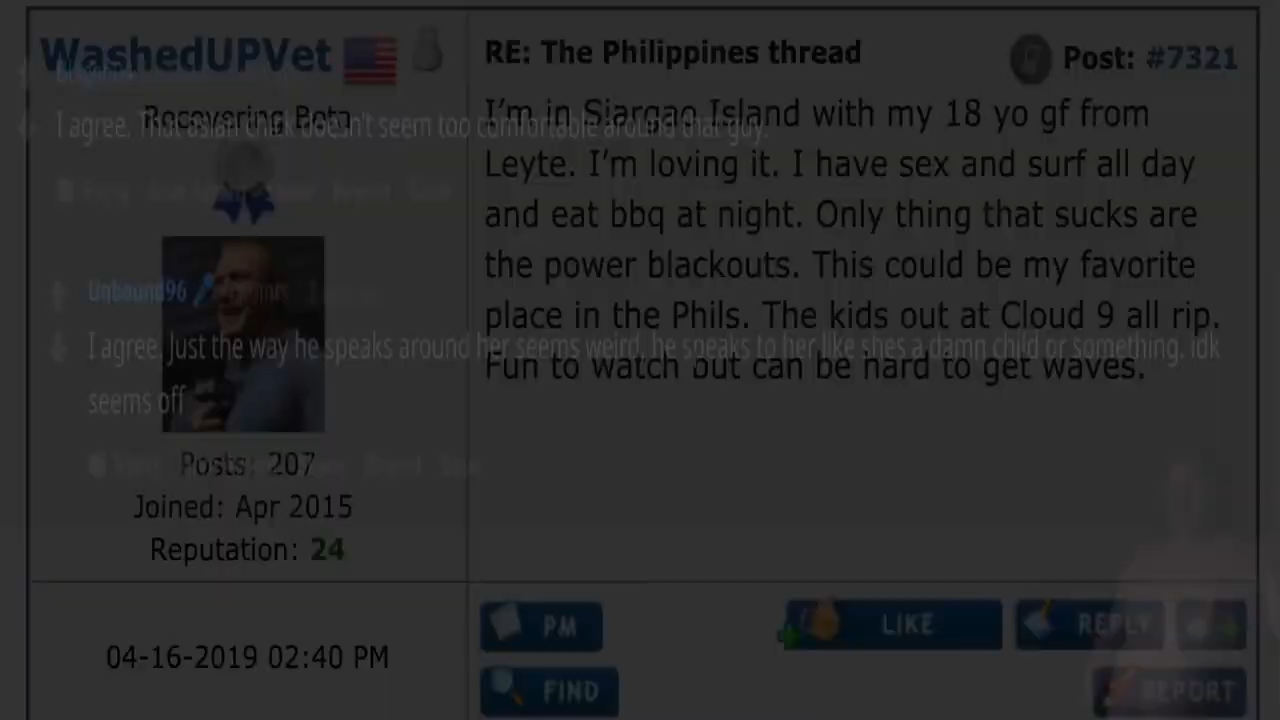 WashedUPVet
Recovering Beta
RE: The Philippines thread
Post: #7321
I'm in Siargao Island with my 18 yo gf from
Leyte. I'm loving it. I have sex and surf all day
and eat bbq at night. Only thing that sucks are
the power blackouts. This could be my favorite
place in the Phils. The kids out at Cloud 9 all rip.
Fun to watch but can be hard to get waves.
Posts: 207
Joined: Apr 2015
Reputation: 24
04-16-2019 02:40 PM
PM
LIKE
REPLY
FIND
REPORT
I agree. That asian chick doesn't seem too comfortable around that guy.
Unbound96
I agree. Just the way he speaks around her seems weird. he speaks to her like shes a damn child or something. idk
seems off